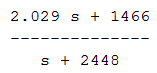 2.029 s + 1466
--------------
s + 2448